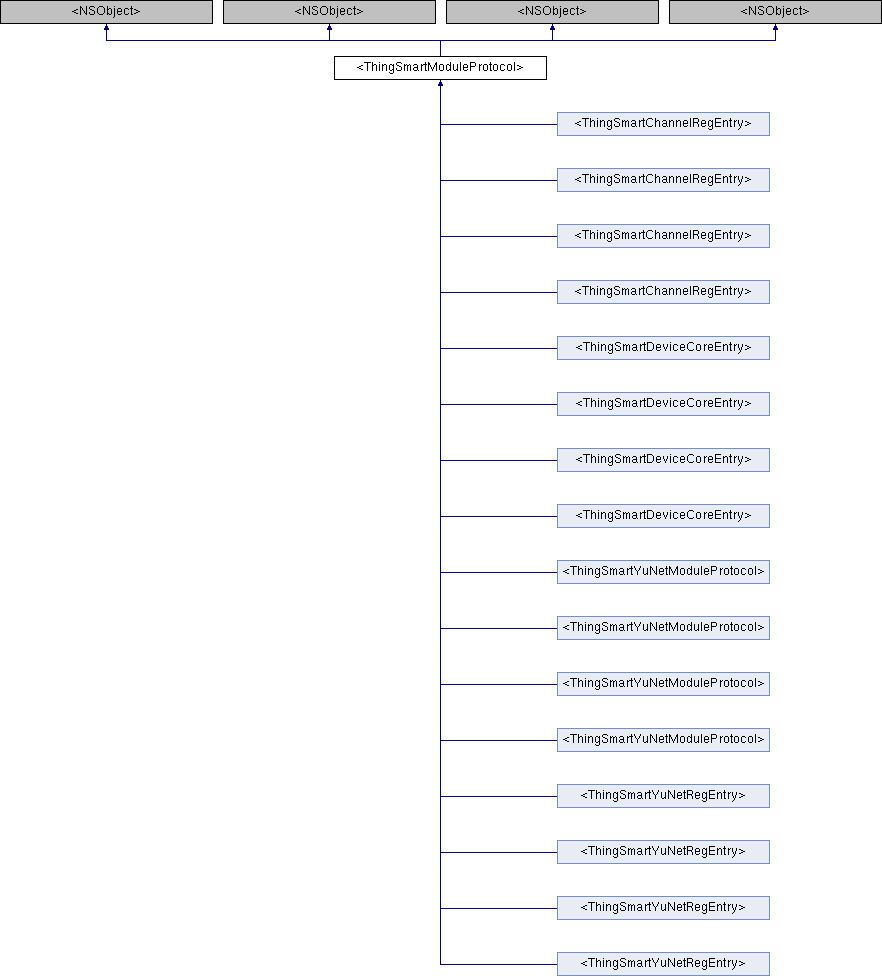 <NSObject>
<NSObject>
<NSObject>
<NSObject>
<ThingSmartModuleProtocol>
<ThingSmartChannelRegEntry>
<ThingSmartChannelRegEntry>
<ThingSmartChannelRegEntry>
<ThingSmartChannelRegEntry>
<ThingSmartDeviceCoreEntry>
<ThingSmartDeviceCoreEntry>
<ThingSmartDeviceCoreEntry>
<ThingSmartDeviceCoreEntry>
<ThingSmartYuNetModuleProtocol>
<ThingSmartYuNetModuleProtocol>
<ThingSmartYuNetModuleProtocol>
<ThingSmartYuNetModuleProtocol>
<ThingSmartYuNetRegEntry>
<ThingSmartYuNetRegEntry>
<ThingSmartYuNetRegEntry>
<ThingSmartYuNetRegEntry>